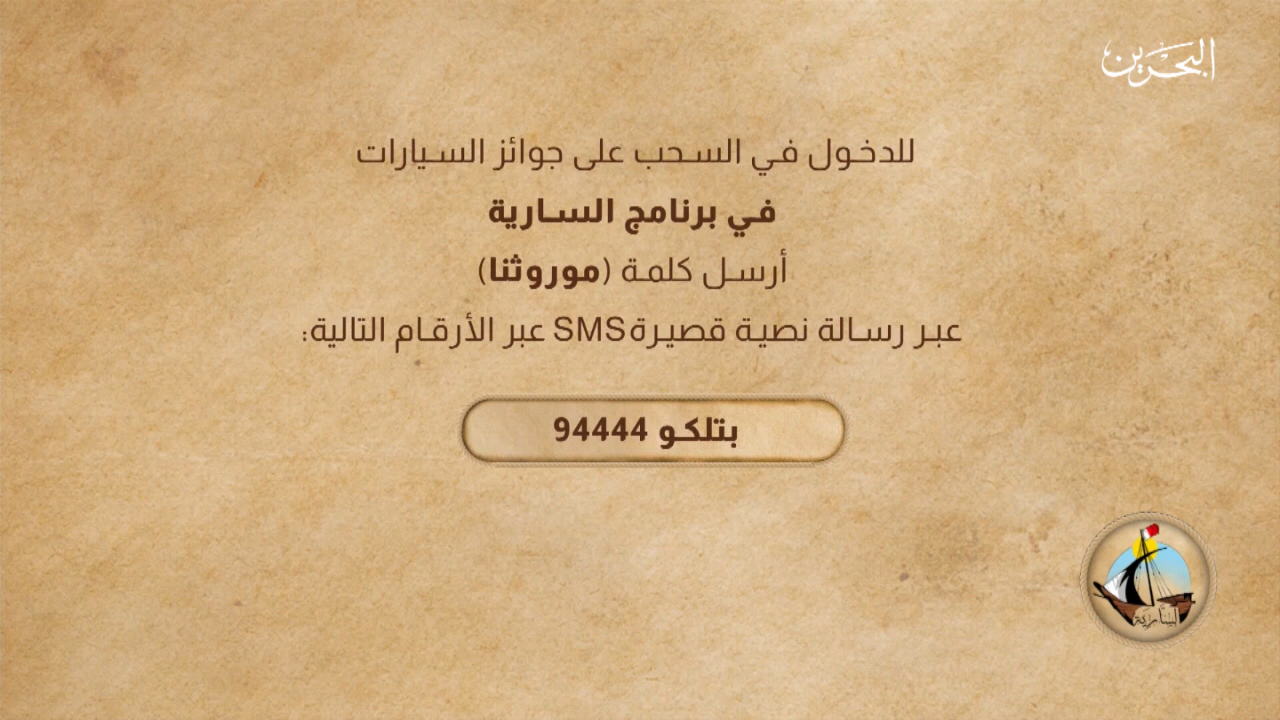 البحرين
للدخول في السحب على جوائز السيارات
في برنامج السارية
أرسل كلمة (موروثنا)
عبر رسالة نصية قصيرة SMS عبر الأرقام التالية:
بتلكو 94444
السارية